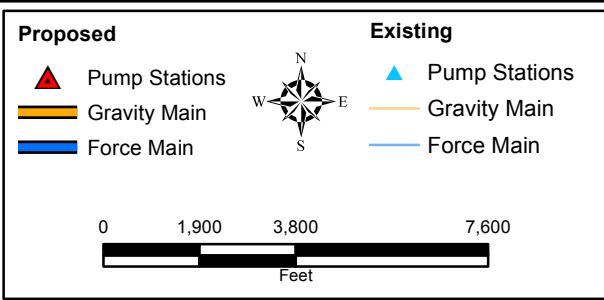 Proposed
Pump Stations
Gravity Main
Force Main
N
W E
S
Existing
Pump Stations
Gravity Main
Force Main
0 1,900 3,800 7,600
Feet